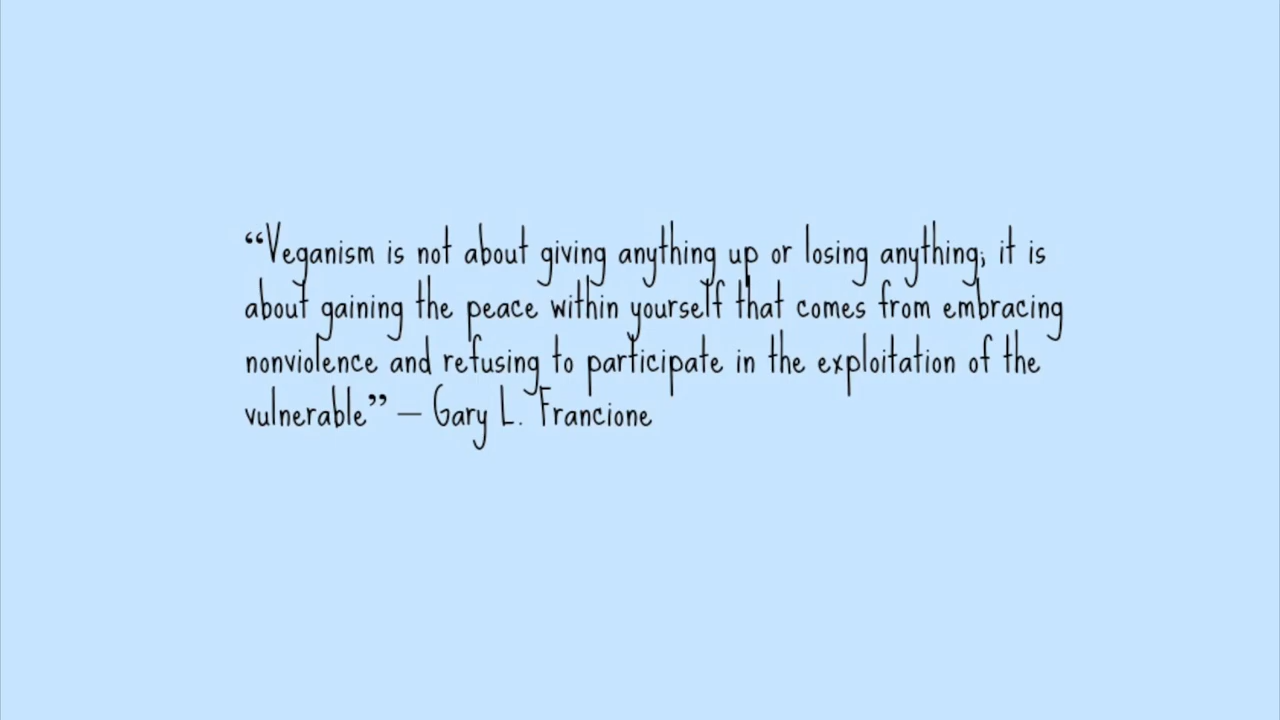 “Veganism is not about giving anything up or losing anything; it is
about gaining the peace within yourself that comes from embracing
nonviolence and refusing to participate in the exploitation of the
vulnerable” – Gary L. Francione